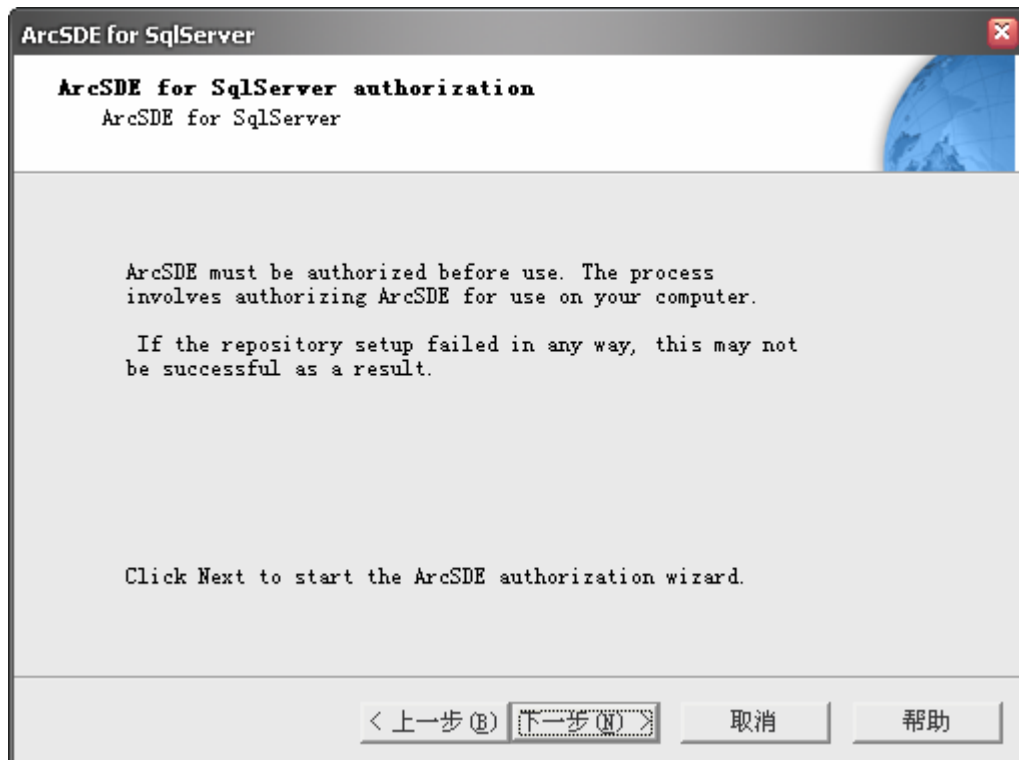 ArcSDE for SqlServer
ArcSDE for SqlServer authorization
ArcSDE for SqlServer
ArcSDE must be authorized before use. The process
involves authorizing ArcSDE for use on your computer.
If the repository setup failed in any way, this may not
be successful as a result.
Click Next to start the ArcSDE authorization wizard.
< 上一步(B) 下一步(N) > 取消 帮助